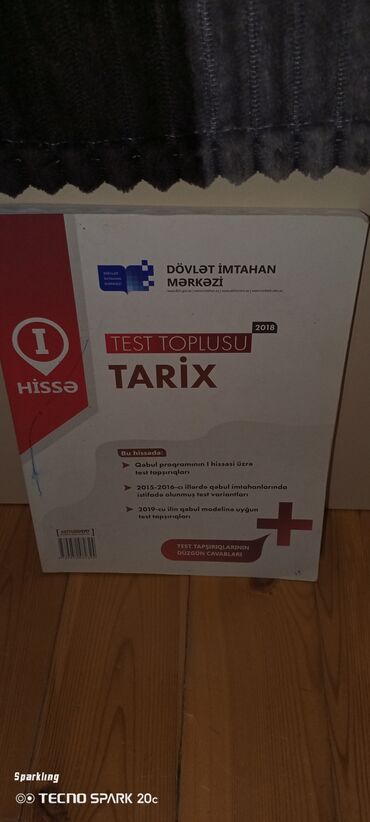 DÖVLƏT İMTAHAN
MƏRKƏZİ
I
HİSSƏ
2018
TEST TOPLUSU
TARİX
Bu hissədə:
Qəbul proqramının I hissəsi üzrə
test tapşırıqları
2015-2016-cı illərdə qəbul imtahanlarında
istifadə olunmuş test variantları
2019-cu ilin qəbul modelinə uyğun
test tapşırıqları
TEST TAPŞIRIQLARININ
DÜZGÜN CAVABLARI
Sparkling
TECNO SPARK 20c